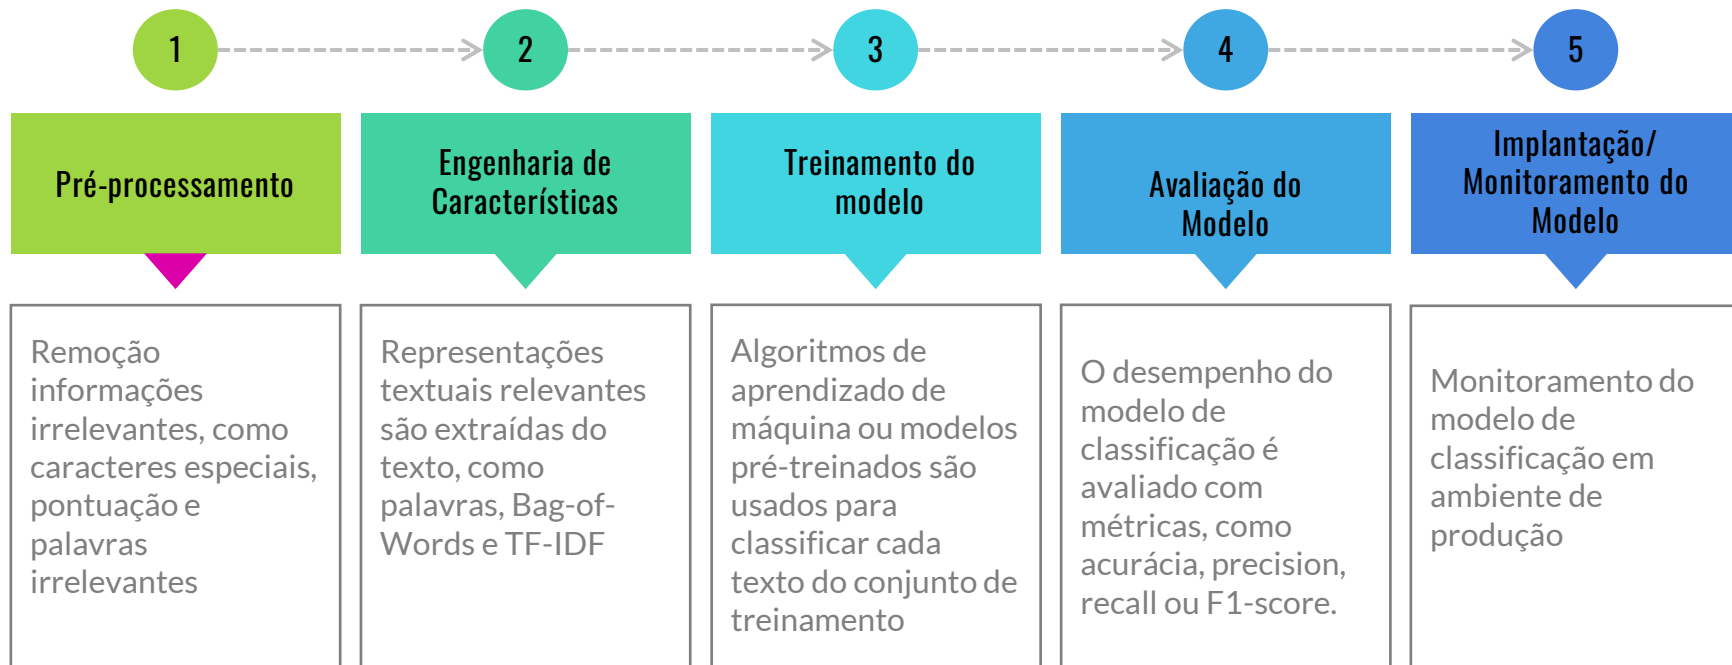 1
2
3
4
5
Pré-processamento
Engenharia de
Características
Treinamento do
modelo
Avaliação do
Modelo
Implantação/
Monitoramento do
Modelo
Remoção
informações
irrelevantes, como
caracteres especiais,
pontuação e
palavras
irrelevantes
Representações
textuais relevantes
são extraídas do
texto, como
palavras, Bag-of-
Words e TF-IDF
Algoritmos de
aprendizado de
máquina ou modelos
pré-treinados são
usados para
classificar cada
texto do conjunto de
treinamento
O desempenho do
modelo de
classificação é
avaliado com
métricas, como
acurácia, precision,
recall ou F1-score.
Monitoramento do
modelo de
classificação em
ambiente de
produção